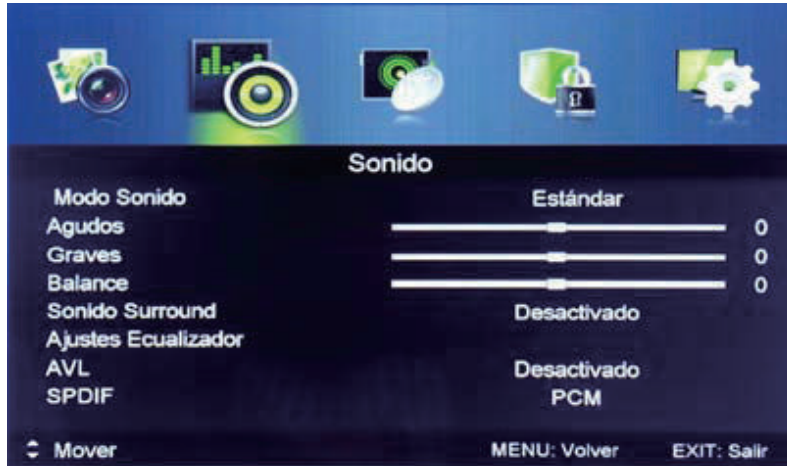 Sonido
Modo Sonido Estándar
Agudos 0
Graves 0
Balance 0
Sonido Surround Desactivado
Ajustes Ecualizador
AVL Desactivado
SPDIF PCM
Mover MENU: Volver EXIT: Salir